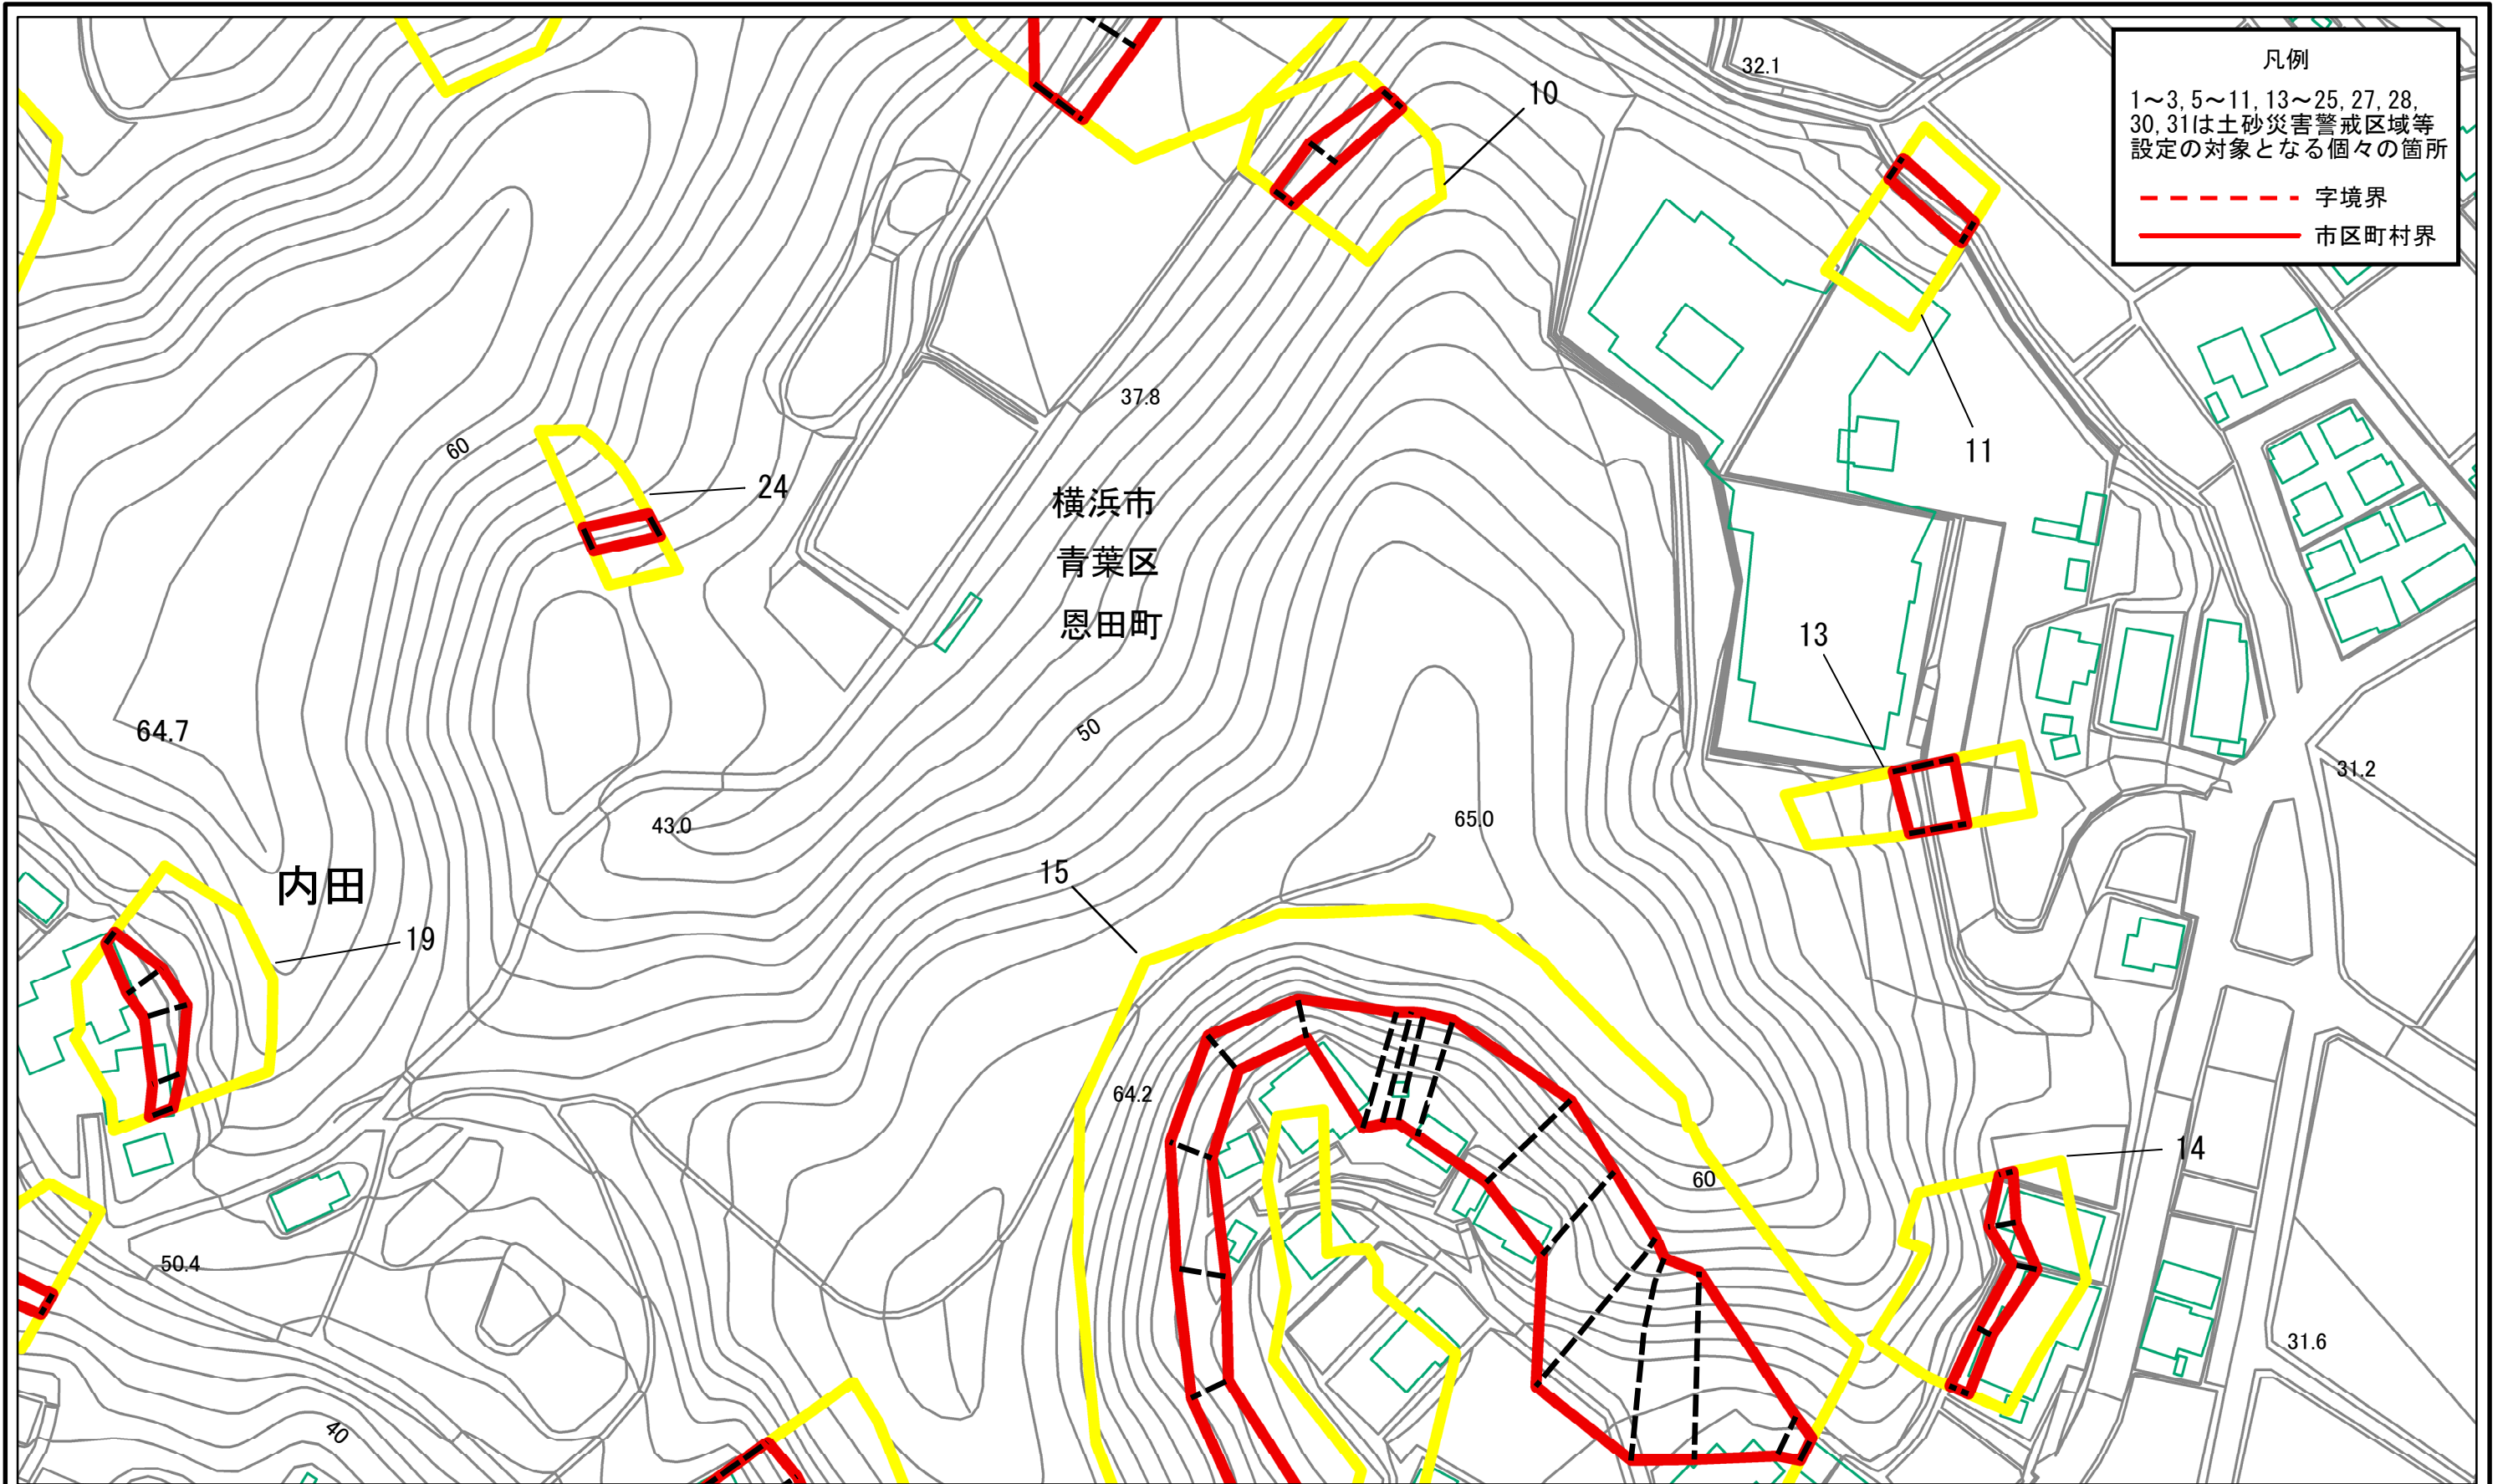 凡例
1～3, 5～11, 13～25, 27, 28,
30, 31は土砂災害警戒区域等
設定の対象となる個々の箇所
字境界
市区町村界
32.1
10
11
37.8
60
24
横浜市
青葉区
恩田町
13
64.7
50
31.2
43.0
65.0
15
内田
19
64.2
14
60
50.4
31.6
40